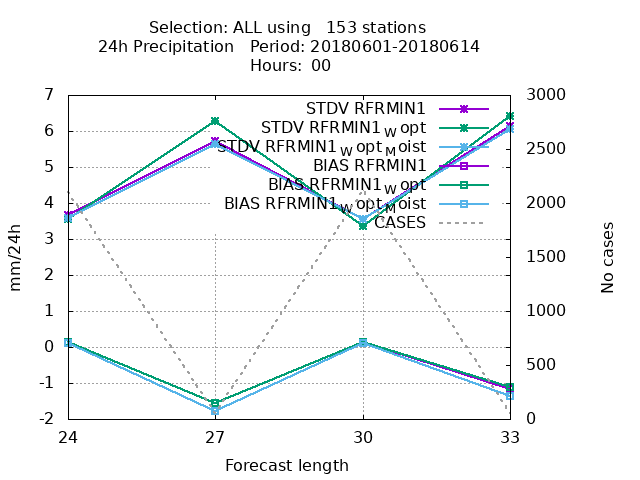 Selection: ALL using   153 stations
24h Precipitation   Period: 20180601-20180614
Hours:  00
7
6
5
4
3
2
1
0
-1
-2
3000
2500
2000
1500
1000
500
0
STDV RFRMIN1
STDV RFRMIN1_W opt
STDV RFRMIN1_W opt_M oist
BIAS RFRMIN1
BIAS RFRMIN1_W opt
BIAS RFRMIN1_W opt_M oist
CASES
mm/24h
No cases
24 27 30 33
Forecast length